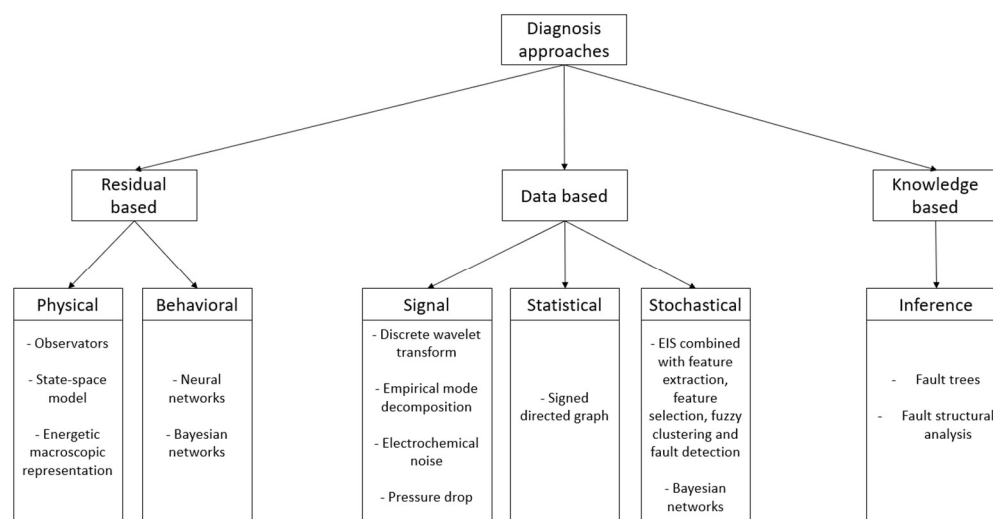 Diagnosis
approaches
Residual
based
Data based
Knowledge
based
Physical
- Observators
- State-space
model
- Energetic
macroscopic
representation
Behavioral
- Neural
networks
- Bayesian
networks
Signal
- Discrete wavelet
transform
- Empirical mode
decomposition
- Electrochemical
noise
- Pressure drop
Statistical
- Signed
directed graph
Stochastical
- EIS combined
with feature
extraction,
feature
selection, fuzzy
clustering and
fault detection
- Bayesian
networks
Inference
- Fault trees
- Fault structural
analysis